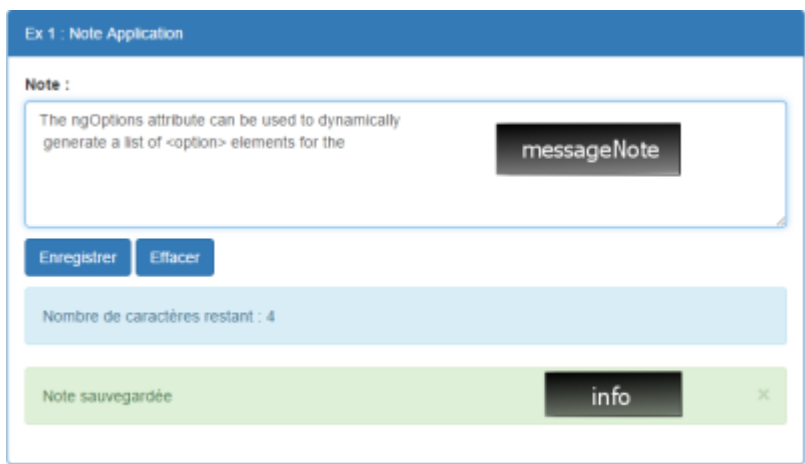 Ex 1 : Note Application
Note :
The ngOptions attribute can be used to dynamically
generate a list of <option> elements for the
messageNote
Enregistrer Effacer
Nombre de caractères restant : 4
Note sauvegardée
info ×